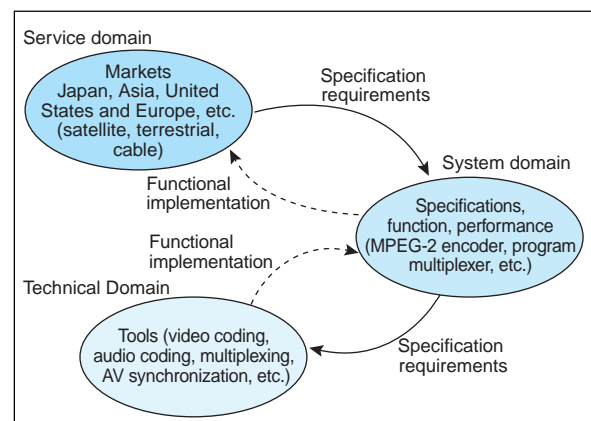 Service domain
Markets
Japan, Asia, United
States and Europe, etc.
(satellite, terrestrial,
cable)
Specification
requirements
System domain
Functional
implementation
Specifications,
function, performance
(MPEG-2 encoder, program
multiplexer, etc.)
Functional
implementation
Technical Domain
Tools (video coding,
audio coding, multiplexing,
AV synchronization, etc.)
Specification
requirements